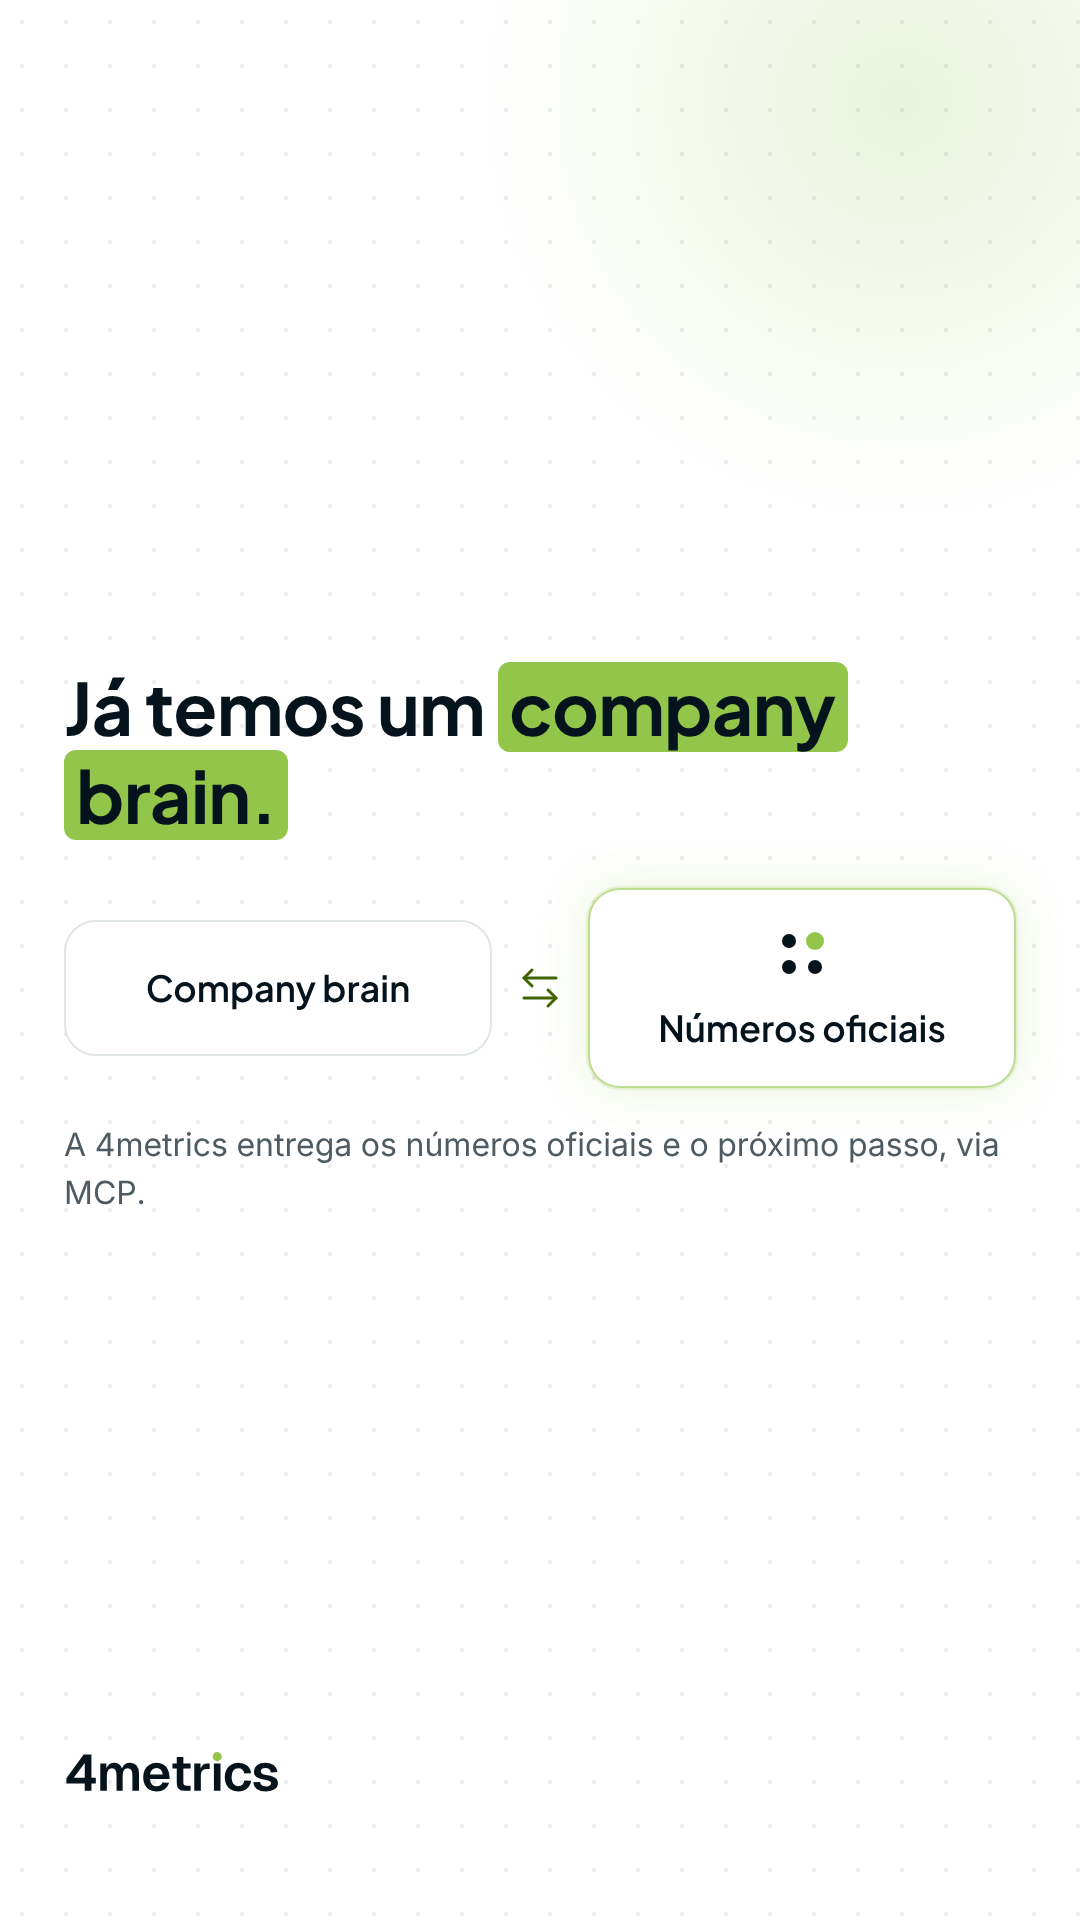 Já temos um company
brain.
Company brain
Números oficiais
A 4metrics entrega os números oficiais e o próximo passo, via
MCP.
4metrics